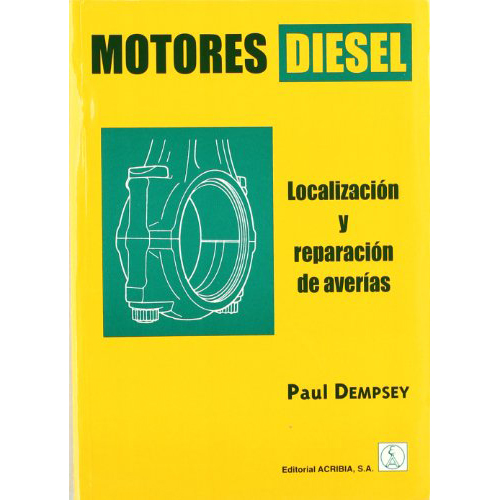 MOTORES DIESEL
Localización
y
reparación
de averías
Paul DEMPSEY
Editorial ACRIBIA, S.A.